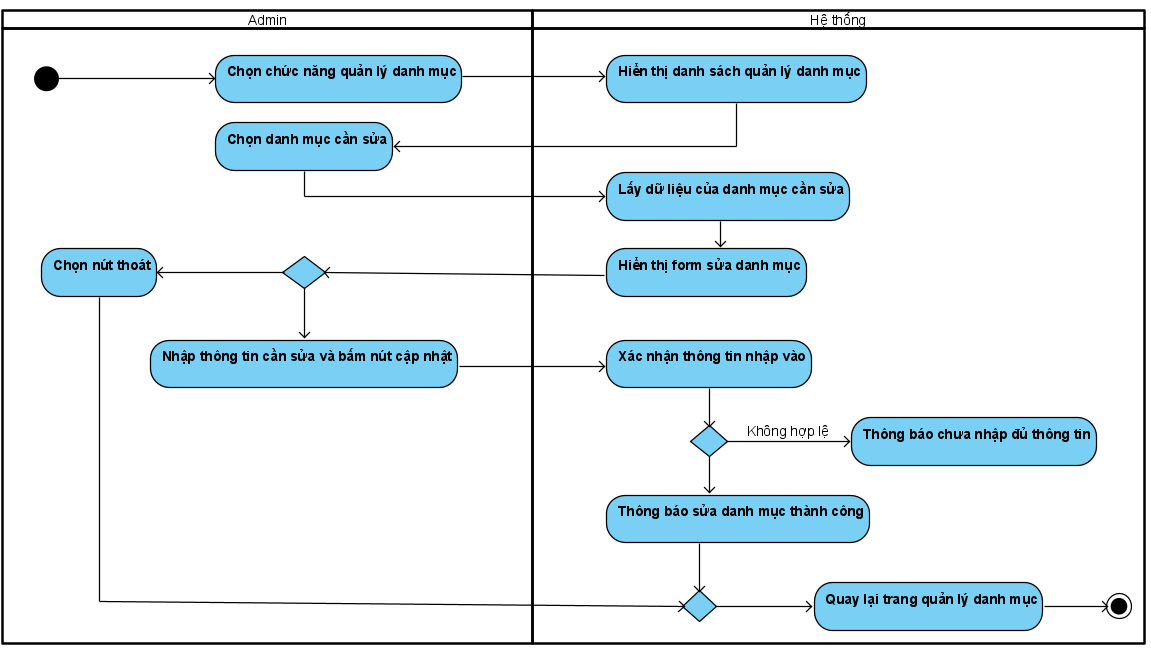 Admin
Hệ thống
Chọn chức năng quản lý danh mục
Hiển thị danh sách quản lý danh mục
Chọn danh mục cần sửa
Lấy dữ liệu của danh mục cần sửa
Chọn nút thoát
Hiển thị form sửa danh mục
Nhập thông tin cần sửa và bấm nút cập nhật
Xác nhận thông tin nhập vào
Không hợp lệ
Thông báo chưa nhập đủ thông tin
Thông báo sửa danh mục thành công
Quay lại trang quản lý danh mục